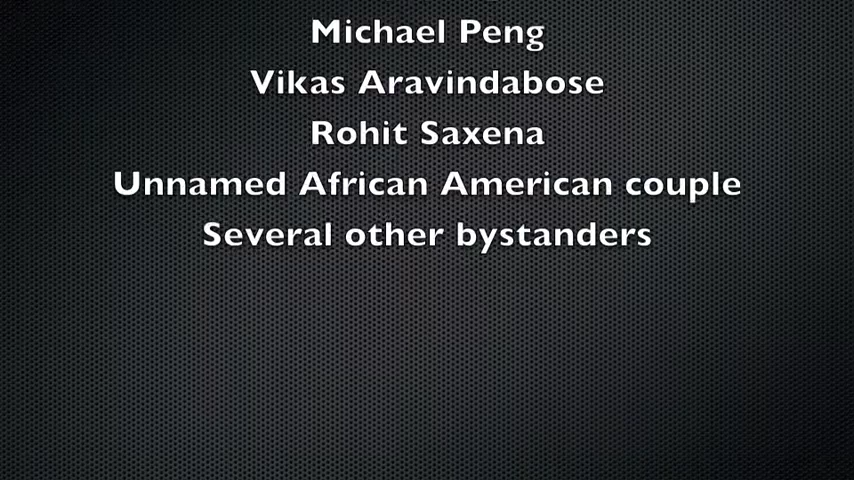 Michael Peng
Vikas Aravindabose
Rohit Saxena
Unnamed African American couple
Several other bystanders